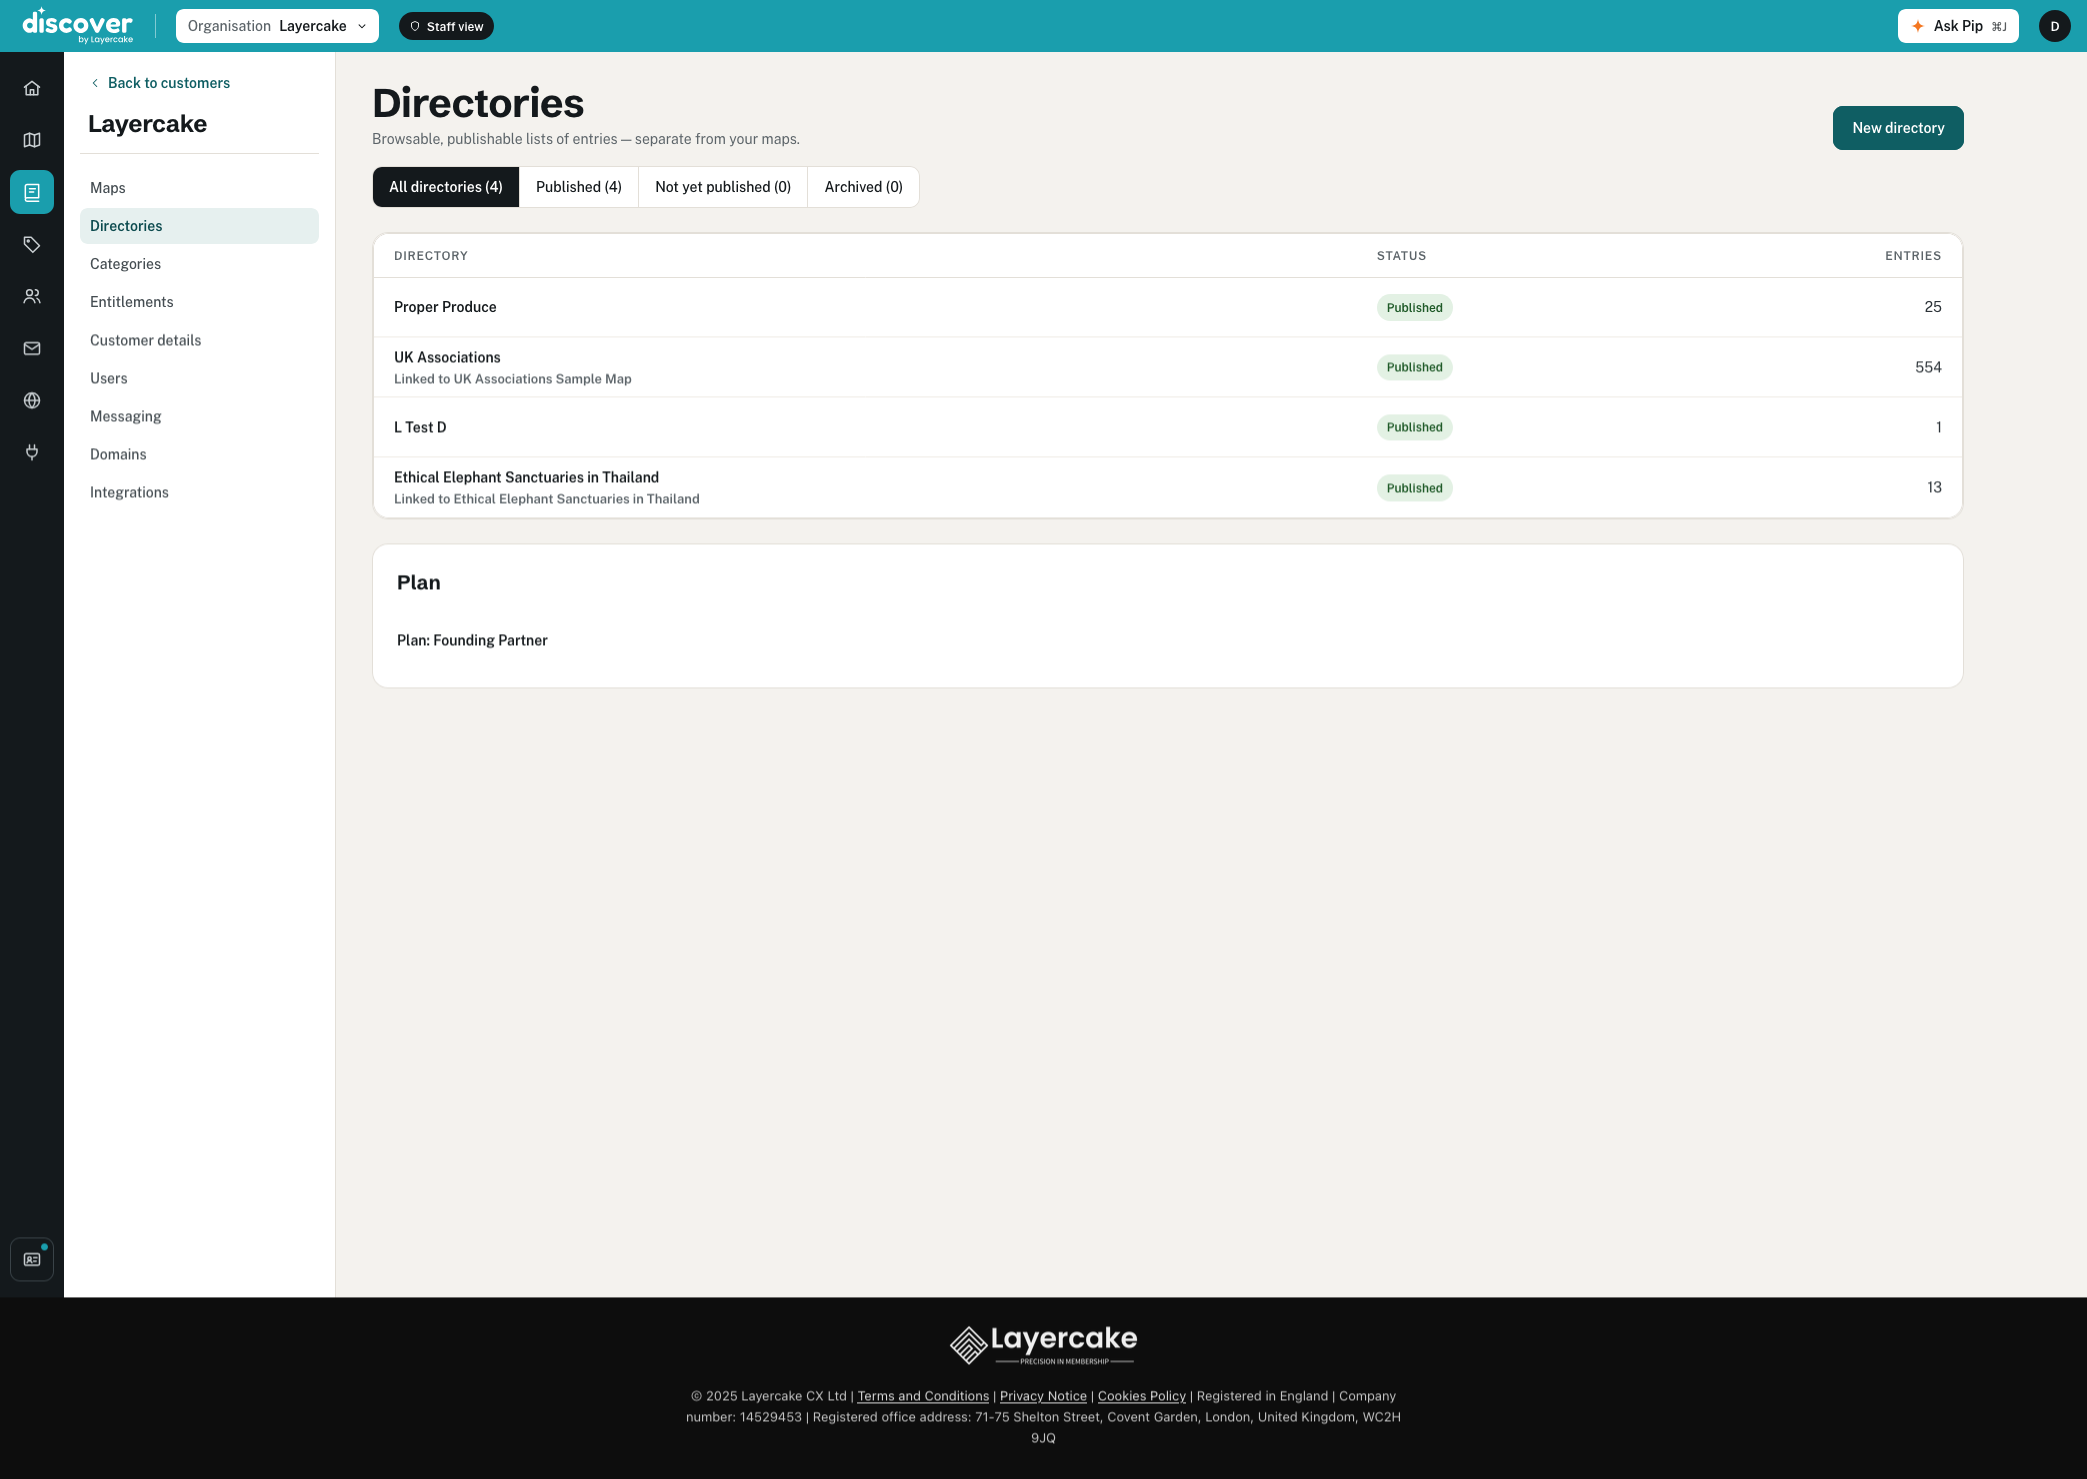 discover
by Layercake
Organisation Layercake
Staff view
Ask Pip ⌘J
D
Back to customers
Layercake
Maps
Directories
Categories
Entitlements
Customer details
Users
Messaging
Domains
Integrations
Directories
Browsable, publishable lists of entries — separate from your maps.
New directory
All directories (4) Published (4) Not yet published (0) Archived (0)
DIRECTORY STATUS ENTRIES
Proper Produce Published 25
UK Associations
Linked to UK Associations Sample Map
Published 554
L Test D Published 1
Ethical Elephant Sanctuaries in Thailand
Linked to Ethical Elephant Sanctuaries in Thailand
Published 13
Plan
Plan: Founding Partner
Layercake
PRECISION IN MEMBERSHIP
© 2025 Layercake CX Ltd | Terms and Conditions | Privacy Notice | Cookies Policy | Registered in England | Company
number: 14529453 | Registered office address: 71-75 Shelton Street, Covent Garden, London, United Kingdom, WC2H
9JQ